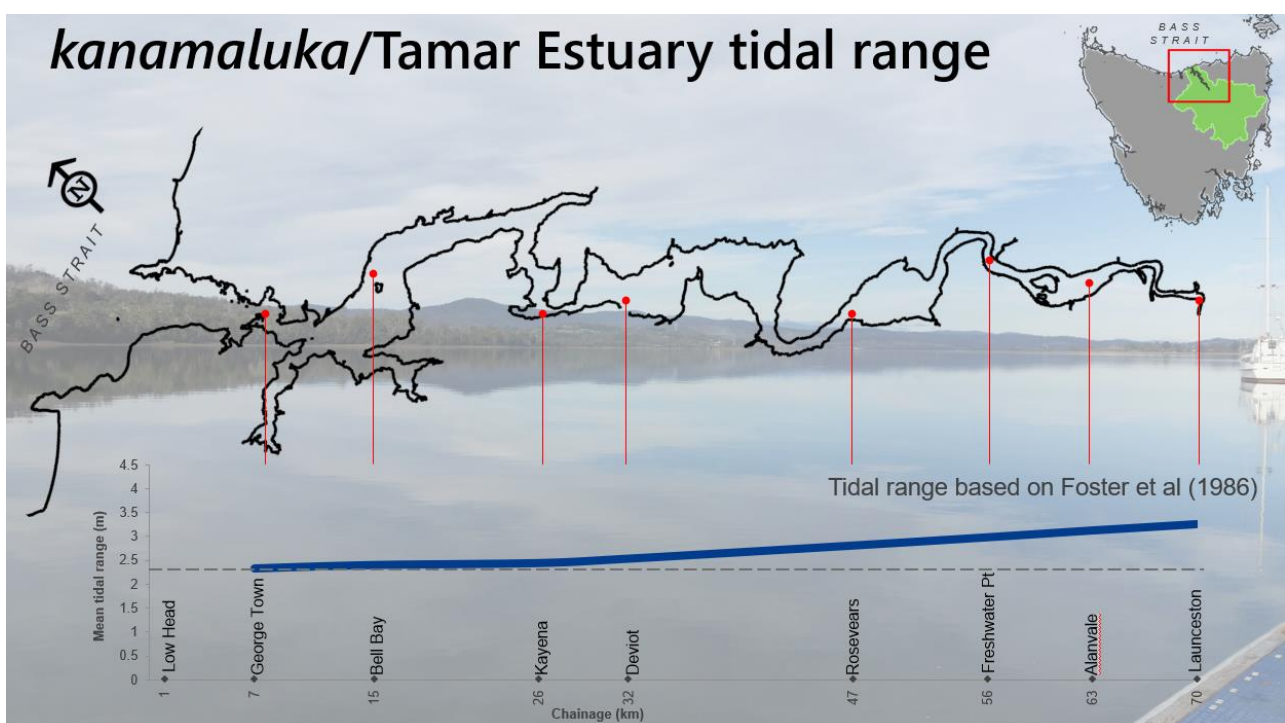 kanamaluka/Tamar Estuary tidal range
BASS
STRAIT
N
BASS STRAIT
Tidal range based on Foster et al (1986)
Mean tidal range (m)
4.5
4
3.5
3
2.5
2
1.5
1
0.5
0
Low Head
George Town
Bell Bay
Kayena
Deviot
Rosevears
Freshwater Pt
Alanvale
Launceston
1
7
15
26
32
47
56
63
70
Chainage (km)